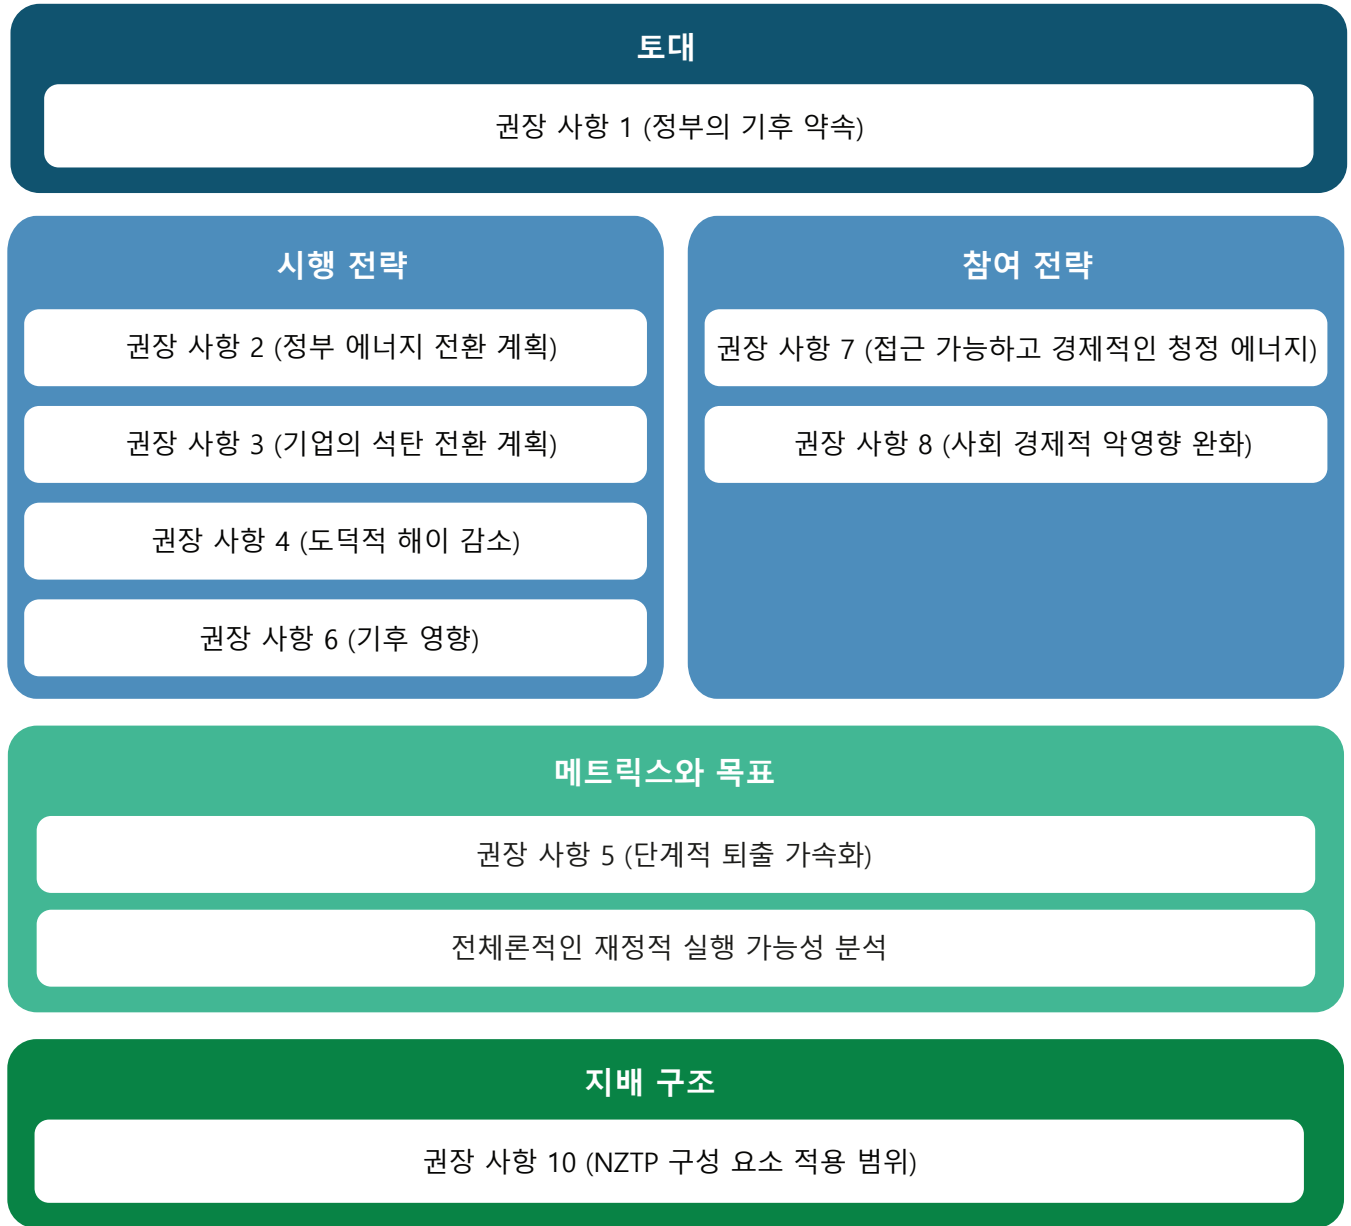 토대
권장 사항 1 (정부의 기후 약속)
시행 전략
권장 사항 2 (정부 에너지 전환 계획)
권장 사항 3 (기업의 석탄 전환 계획)
권장 사항 4 (도덕적 해이 감소)
권장 사항 6 (기후 영향)
참여 전략
권장 사항 7 (접근 가능하고 경제적인 청정 에너지)
권장 사항 8 (사회 경제적 악영향 완화)
메트릭스와 목표
권장 사항 5 (단계적 퇴출 가속화)
전체론적인 재정적 실행 가능성 분석
지배 구조
권장 사항 10 (NZTP 구성 요소 적용 범위)